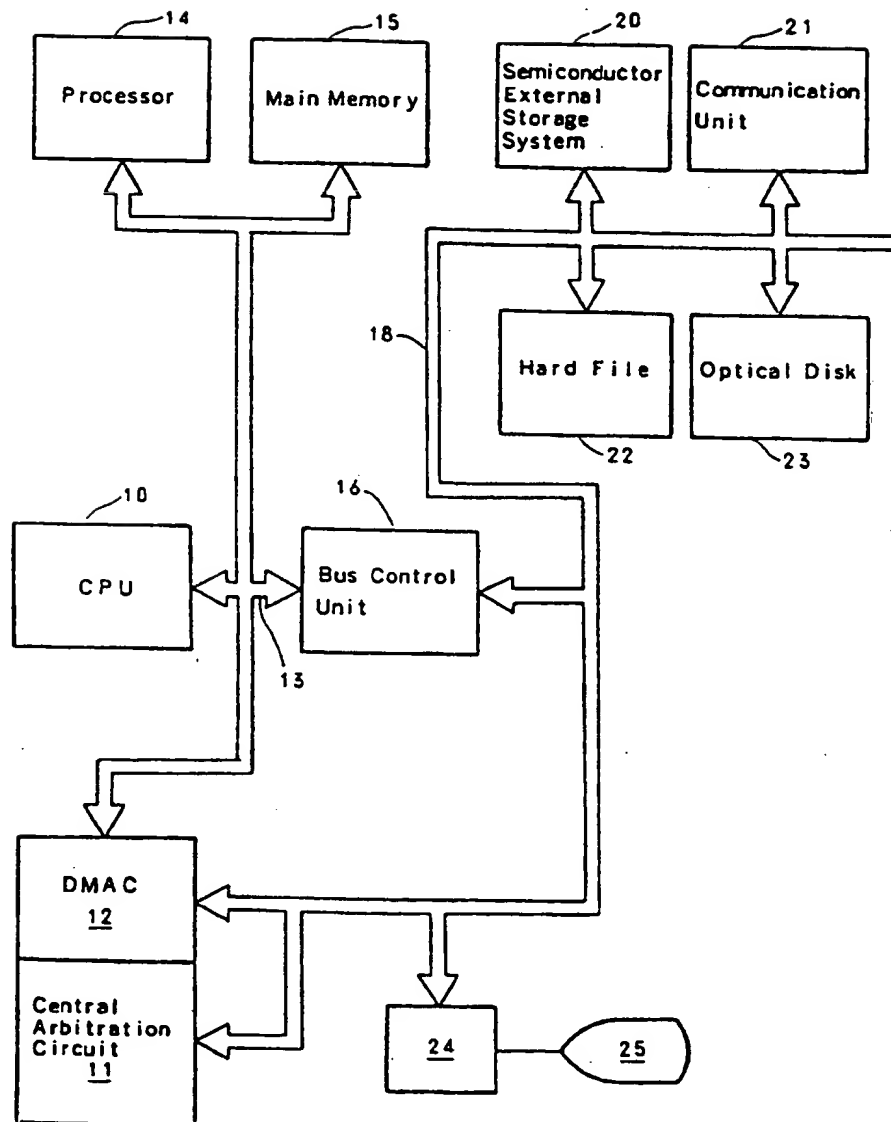 14
15
20
21
Processor
Main Memory
Semiconductor
External
Storage
System
Communication
Unit
18
Hard File
Optical Disk
22
23
10
16
CPU
Bus Control
Unit
13
DMAC
12
Central
Arbitration
Circuit
11
24
25